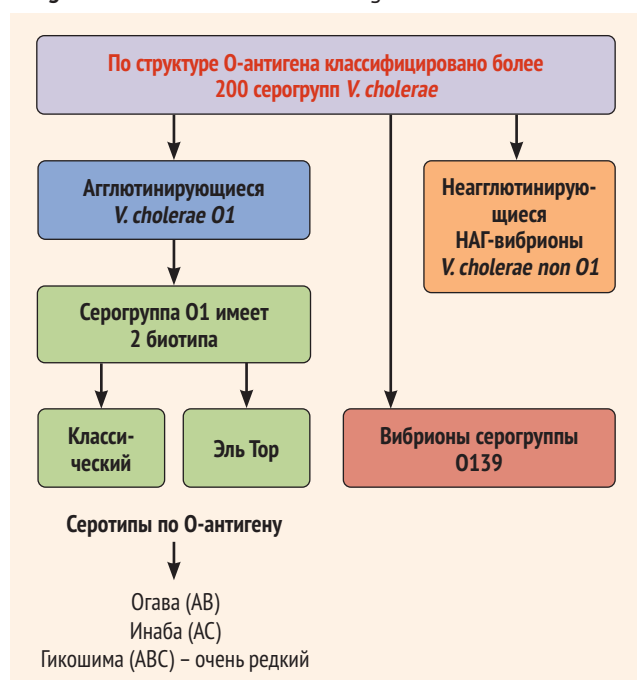 По структуре О-антигена классифицировано более
200 серогрупп V. cholerae
Агглютинирующиеся
V. cholerae O1
Неагглютинирую-
щиеся
НАГ-вибрионы
V. cholerae non O1
Серогруппа О1 имеет
2 биотипа
Класси-
ческий
Эль Тор
Вибрионы серогруппы
О139
Серотипы по О-антигену
Огава (АВ)
Инаба (АС)
Гикошима (АВС) – очень редкий